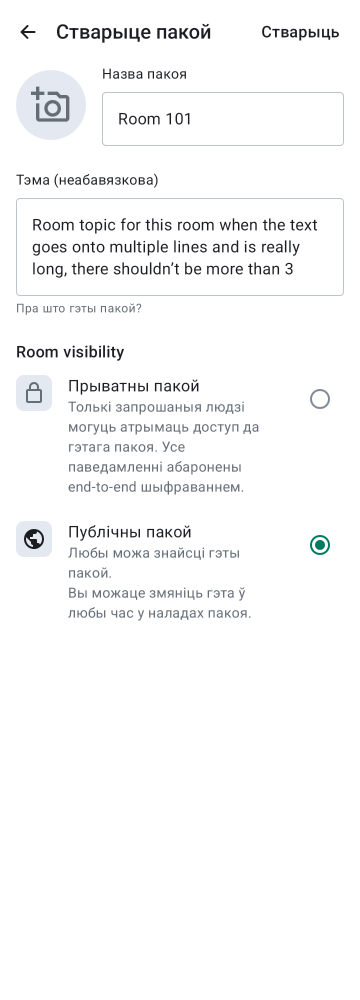 Стварыце пакой
Стварыць
Назва пакоя
Room 101
Тэма (неабавязкова)
Room topic for this room when the text
goes onto multiple lines and is really
long, there shouldn’t be more than 3
Пра што гэты пакой?
Room visibility
Прыватны пакой
Толькі запрошаныя людзі
могуць атрымаць доступ да
гэтага пакоя. Усе
паведамленні абаронены
end-to-end шыфраваннем.
Публічны пакой
Любы можа знайсці гэты
пакой.
Вы можаце змяніць гэта ў
любы час у наладах пакоя.